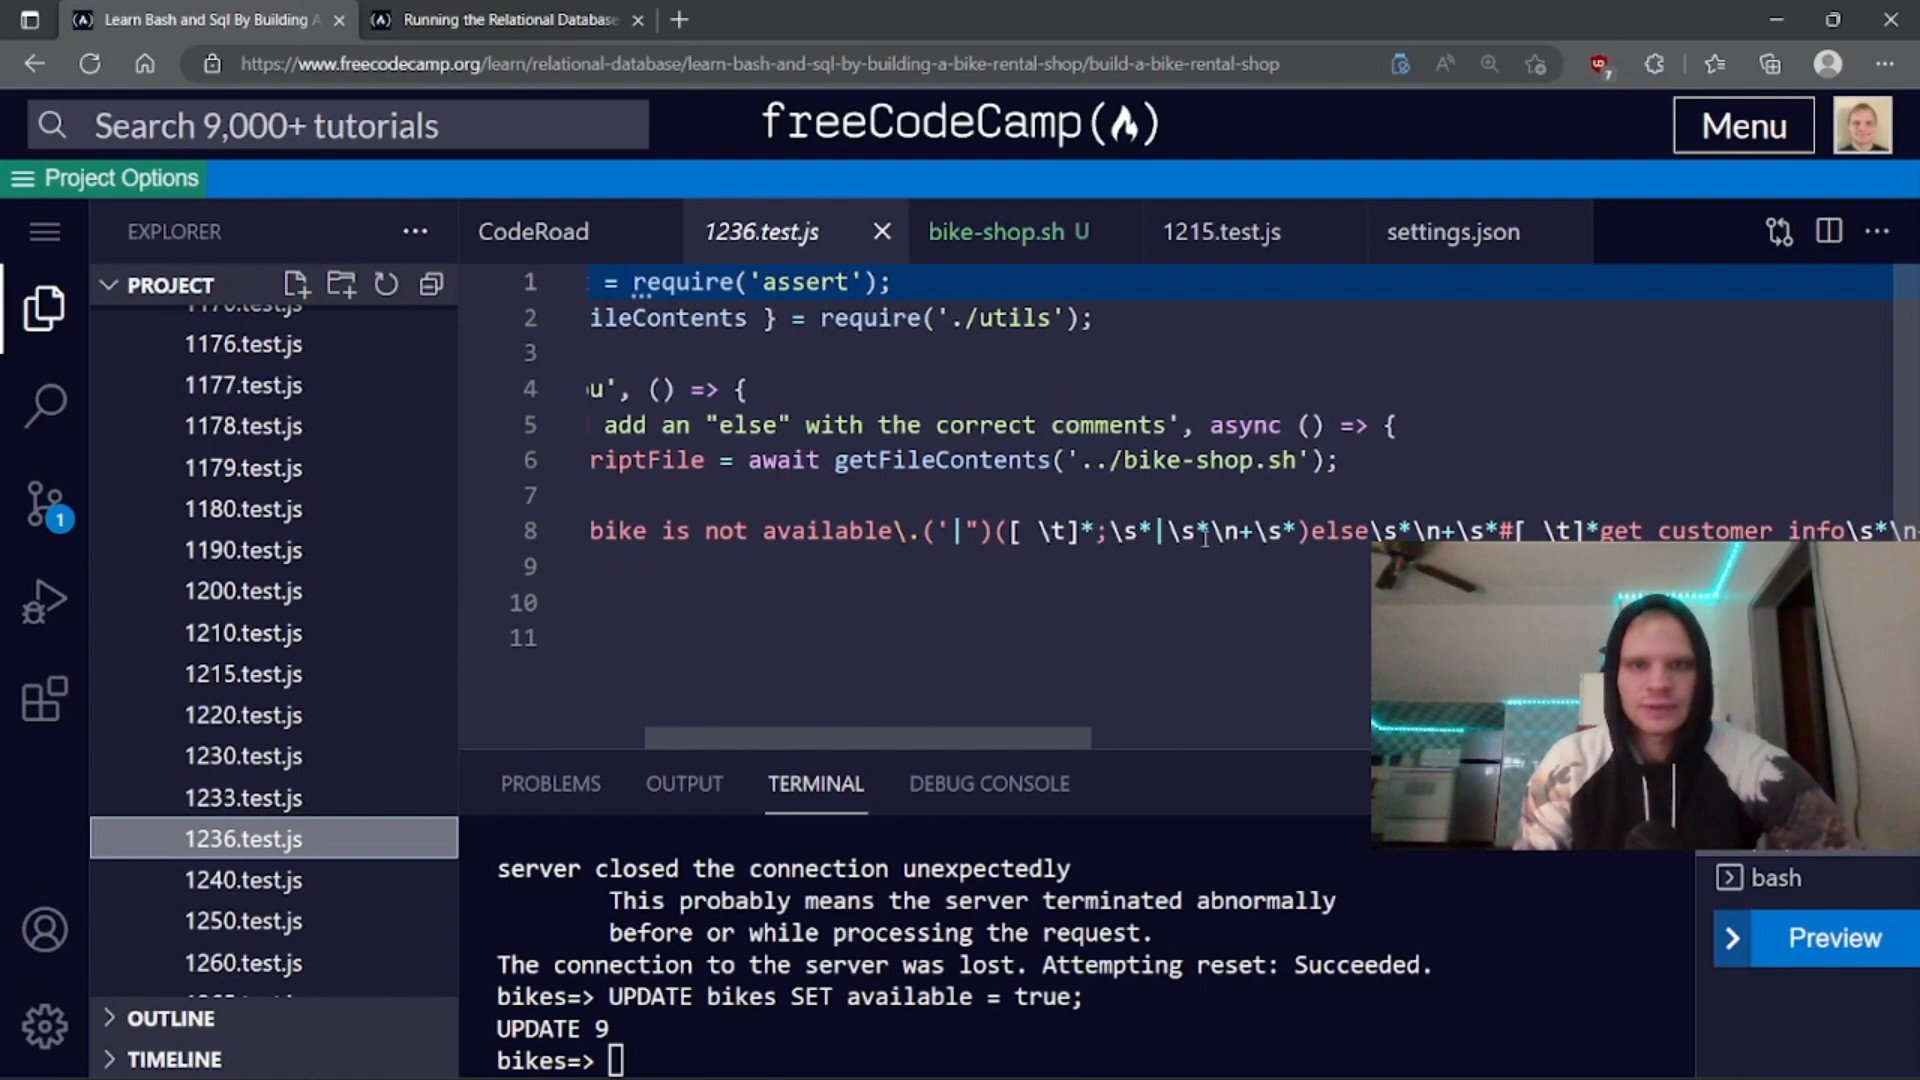 Learn Bash and Sql By Building A
Running the Relational Database
https://www.freecodecamp.org/learn/relational-database/learn-bash-and-sql-by-building-a-bike-rental-shop/build-a-bike-rental-shop
Search 9,000+ tutorials
freeCodeCamp
Menu
Project Options
EXPLORER
CodeRoad
1236.test.js
bike-shop.sh U
1215.test.js
settings.json
PROJECT
1176.test.js
1177.test.js
1178.test.js
1179.test.js
1180.test.js
1190.test.js
1200.test.js
1210.test.js
1215.test.js
1220.test.js
1230.test.js
1233.test.js
1236.test.js
1240.test.js
1250.test.js
1260.test.js
OUTLINE
TIMELINE
1
1 = require('assert');
2 ileContents } = require('./utils');
3
4 ou', () => {
5 add an "else" with the correct comments', async () => {
6 riptFile = await getFileContents('../bike-shop.sh');
7
8 bike is not available\.('|")([ \t]*;\s*|\s*\n+\s*)else\s*\n+\s*#[ \t]*get customer info\s*\n
9
10
11
PROBLEMS
OUTPUT
TERMINAL
DEBUG CONSOLE
server closed the connection unexpectedly
This probably means the server terminated abnormally
before or while processing the request.
The connection to the server was lost. Attempting reset: Succeeded.
bikes=> UPDATE bikes SET available = true;
UPDATE 9
bikes=>
bash
Preview